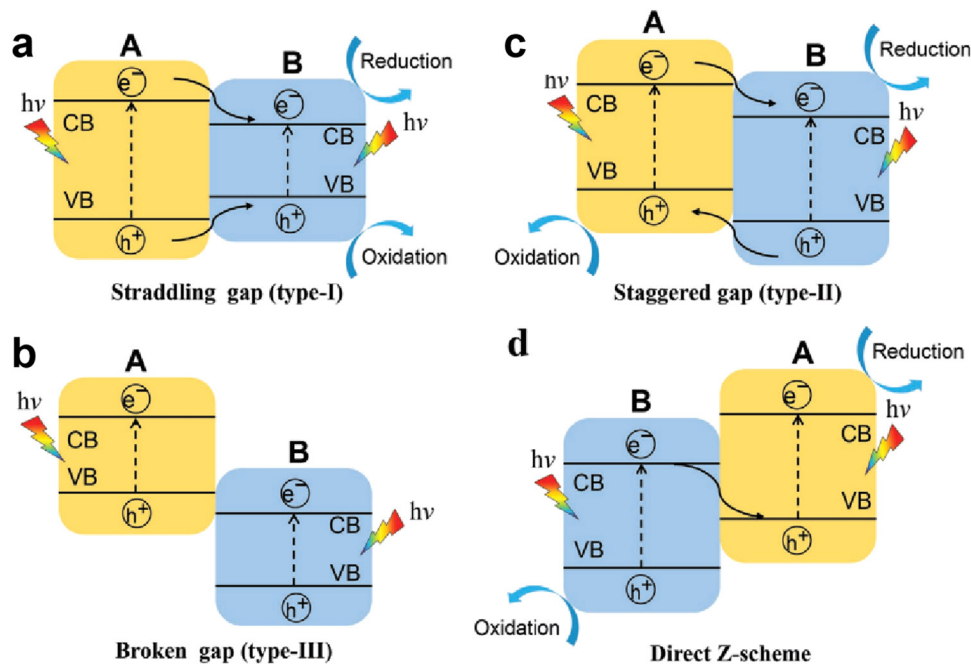 a
A
B
Reduction
hν
e⁻
e⁻
hν
CB
CB
VB
VB
h⁺
h⁺
Oxidation
Straddling gap (type-I)
c
A
B
Reduction
hν
e⁻
e⁻
hν
CB
CB
VB
VB
h⁺
h⁺
Oxidation
Staggered gap (type-II)
b
A
B
hν
e⁻
CB
VB
h⁺
e⁻
hν
CB
VB
h⁺
Broken gap (type-III)
d
B
A
Reduction
e⁻
hν
hν
e⁻
CB
CB
VB
VB
h⁺
h⁺
Oxidation
Direct Z-scheme